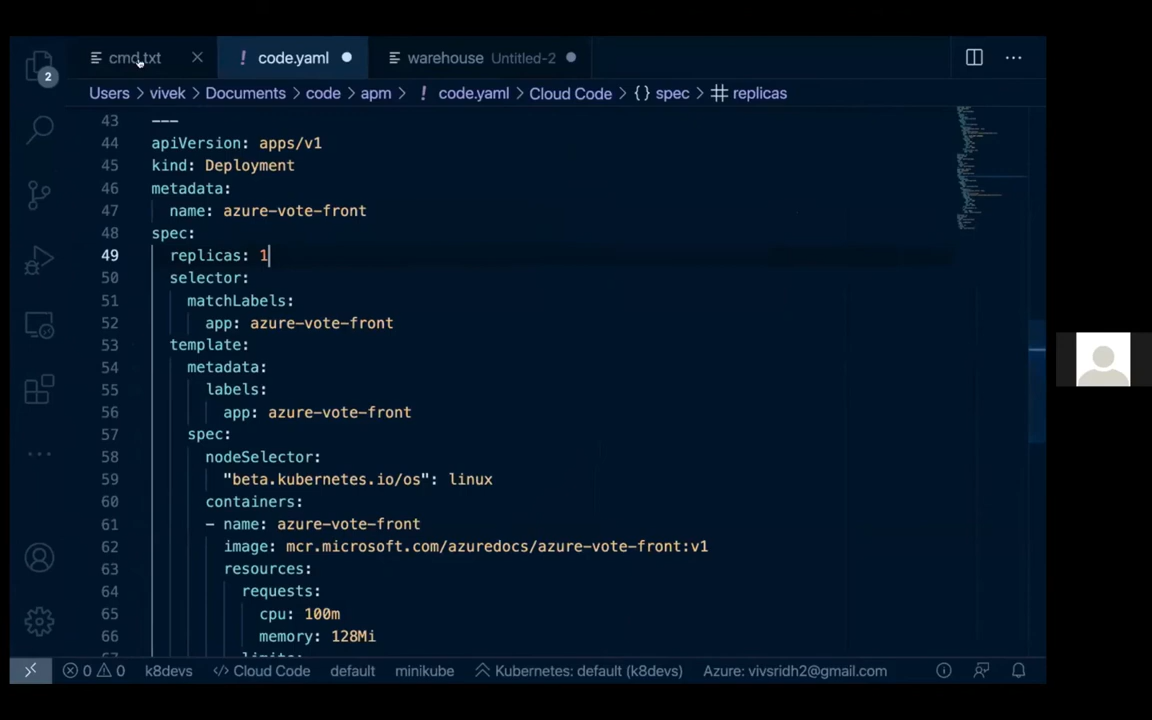 cmd.txt
code.yaml
warehouse Untitled-2
2
Users > vivek > Documents > code > apm > ! code.yaml > Cloud Code > {} spec > replicas
43 ---
44 apiVersion: apps/v1
45 kind: Deployment
46 metadata:
47 name: azure-vote-front
48 spec:
49 replicas: 1
50 selector:
51 matchLabels:
52 app: azure-vote-front
53 template:
54 metadata:
55 labels:
56 app: azure-vote-front
57 spec:
58 nodeSelector:
59 "beta.kubernetes.io/os": linux
60 containers:
61 - name: azure-vote-front
62 image: mcr.microsoft.com/azuredocs/azure-vote-front:v1
63 resources:
64 requests:
65 cpu: 100m
66 memory: 128Mi
0 0 k8devs </> Cloud Code default minikube Kubernetes: default (k8devs) Azure: vivsridh2@gmail.com